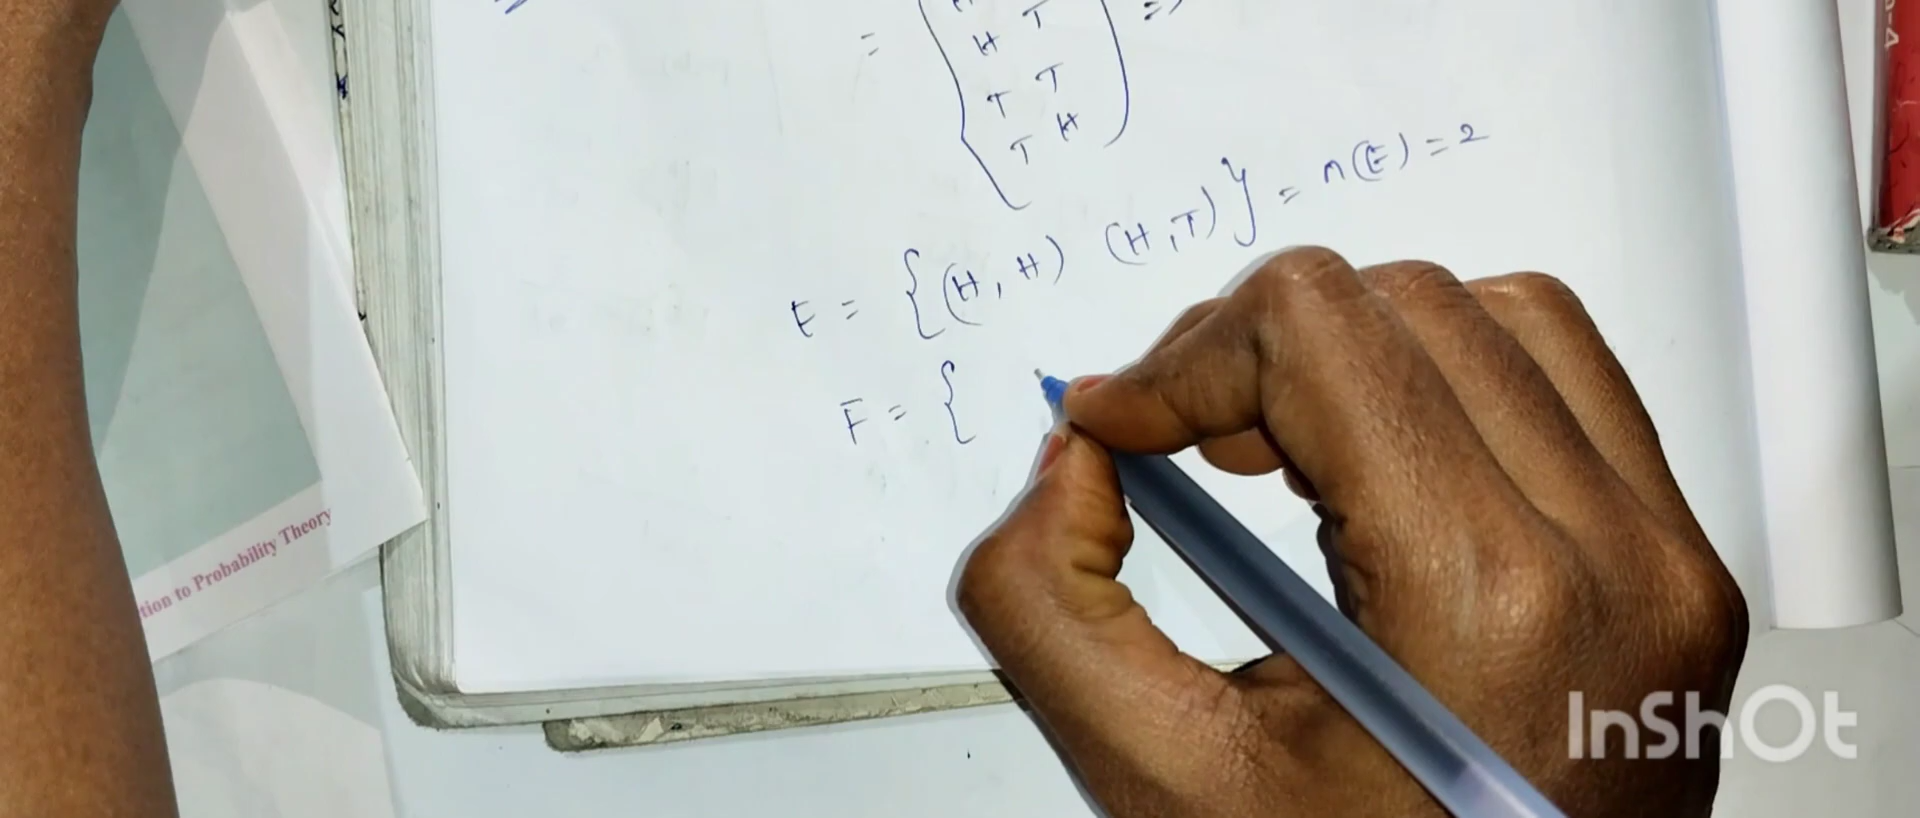 = H T =>
T T
T H
E = {(H, H) (H, T)} = n(E) = 2
F = {
tion to Probability Theory
InShOt